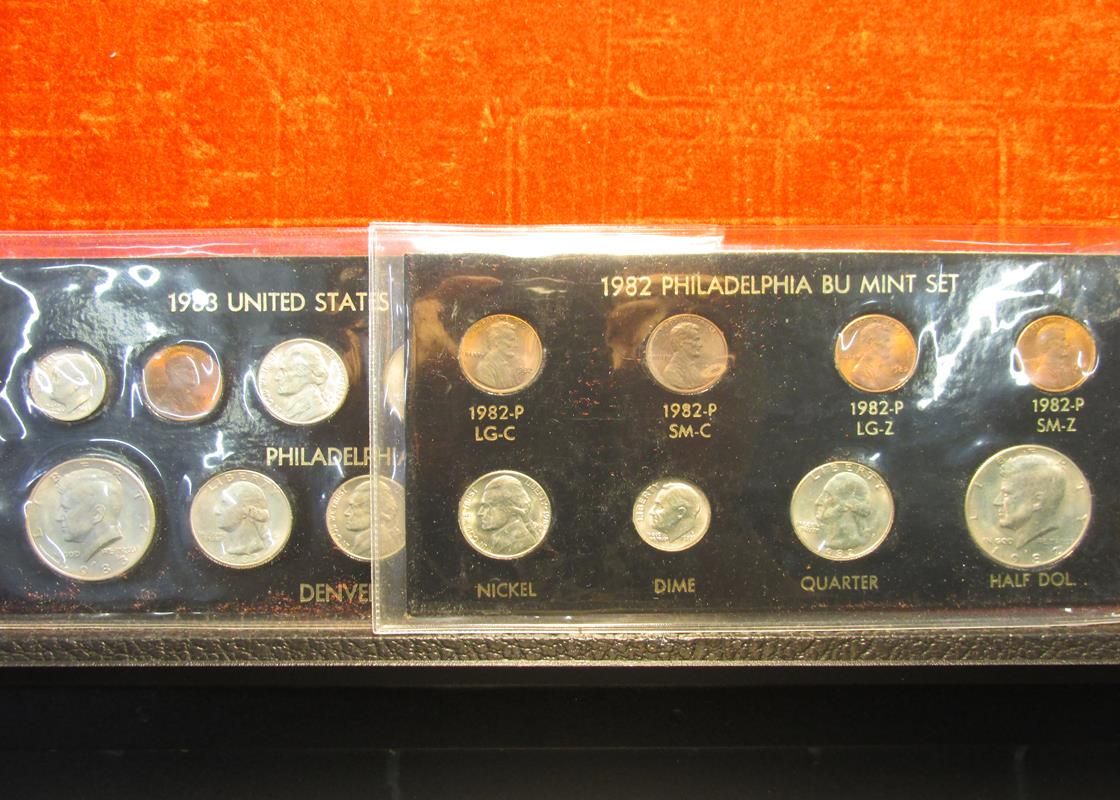 1983 UNITED STATES
PHILADELPH
DENVE
1982 PHILADELPHIA BU MINT SET
1982-P
LG-C
1982-P
SM-C
1982-P
LG-Z
1982-P
SM-Z
NICKEL
DIME
QUARTER
HALF DOL.